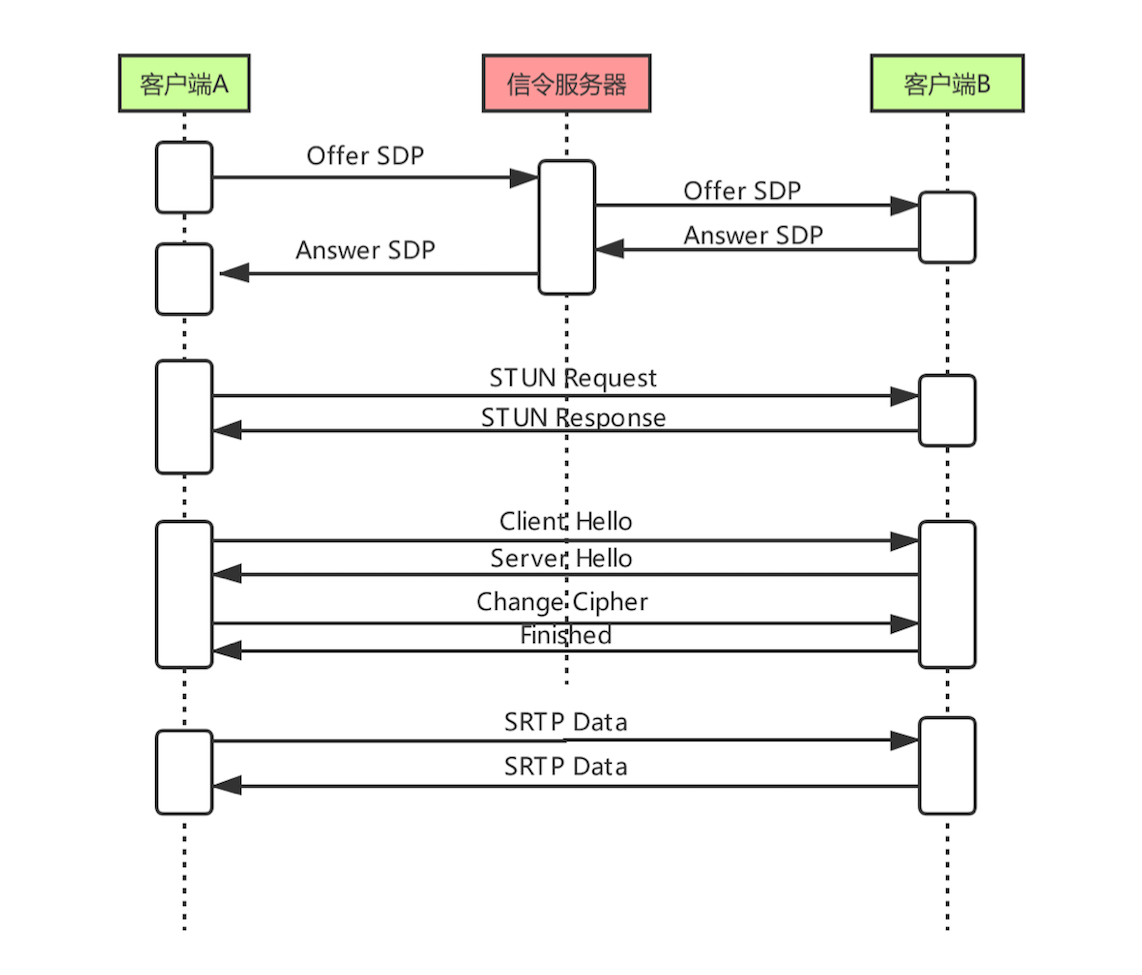 客户端A
信令服务器
客户端B
Offer SDP
Offer SDP
Answer SDP
Answer SDP
STUN Request
STUN Response
Client Hello
Server Hello
Change Cipher
Finished
SRTP Data
SRTP Data